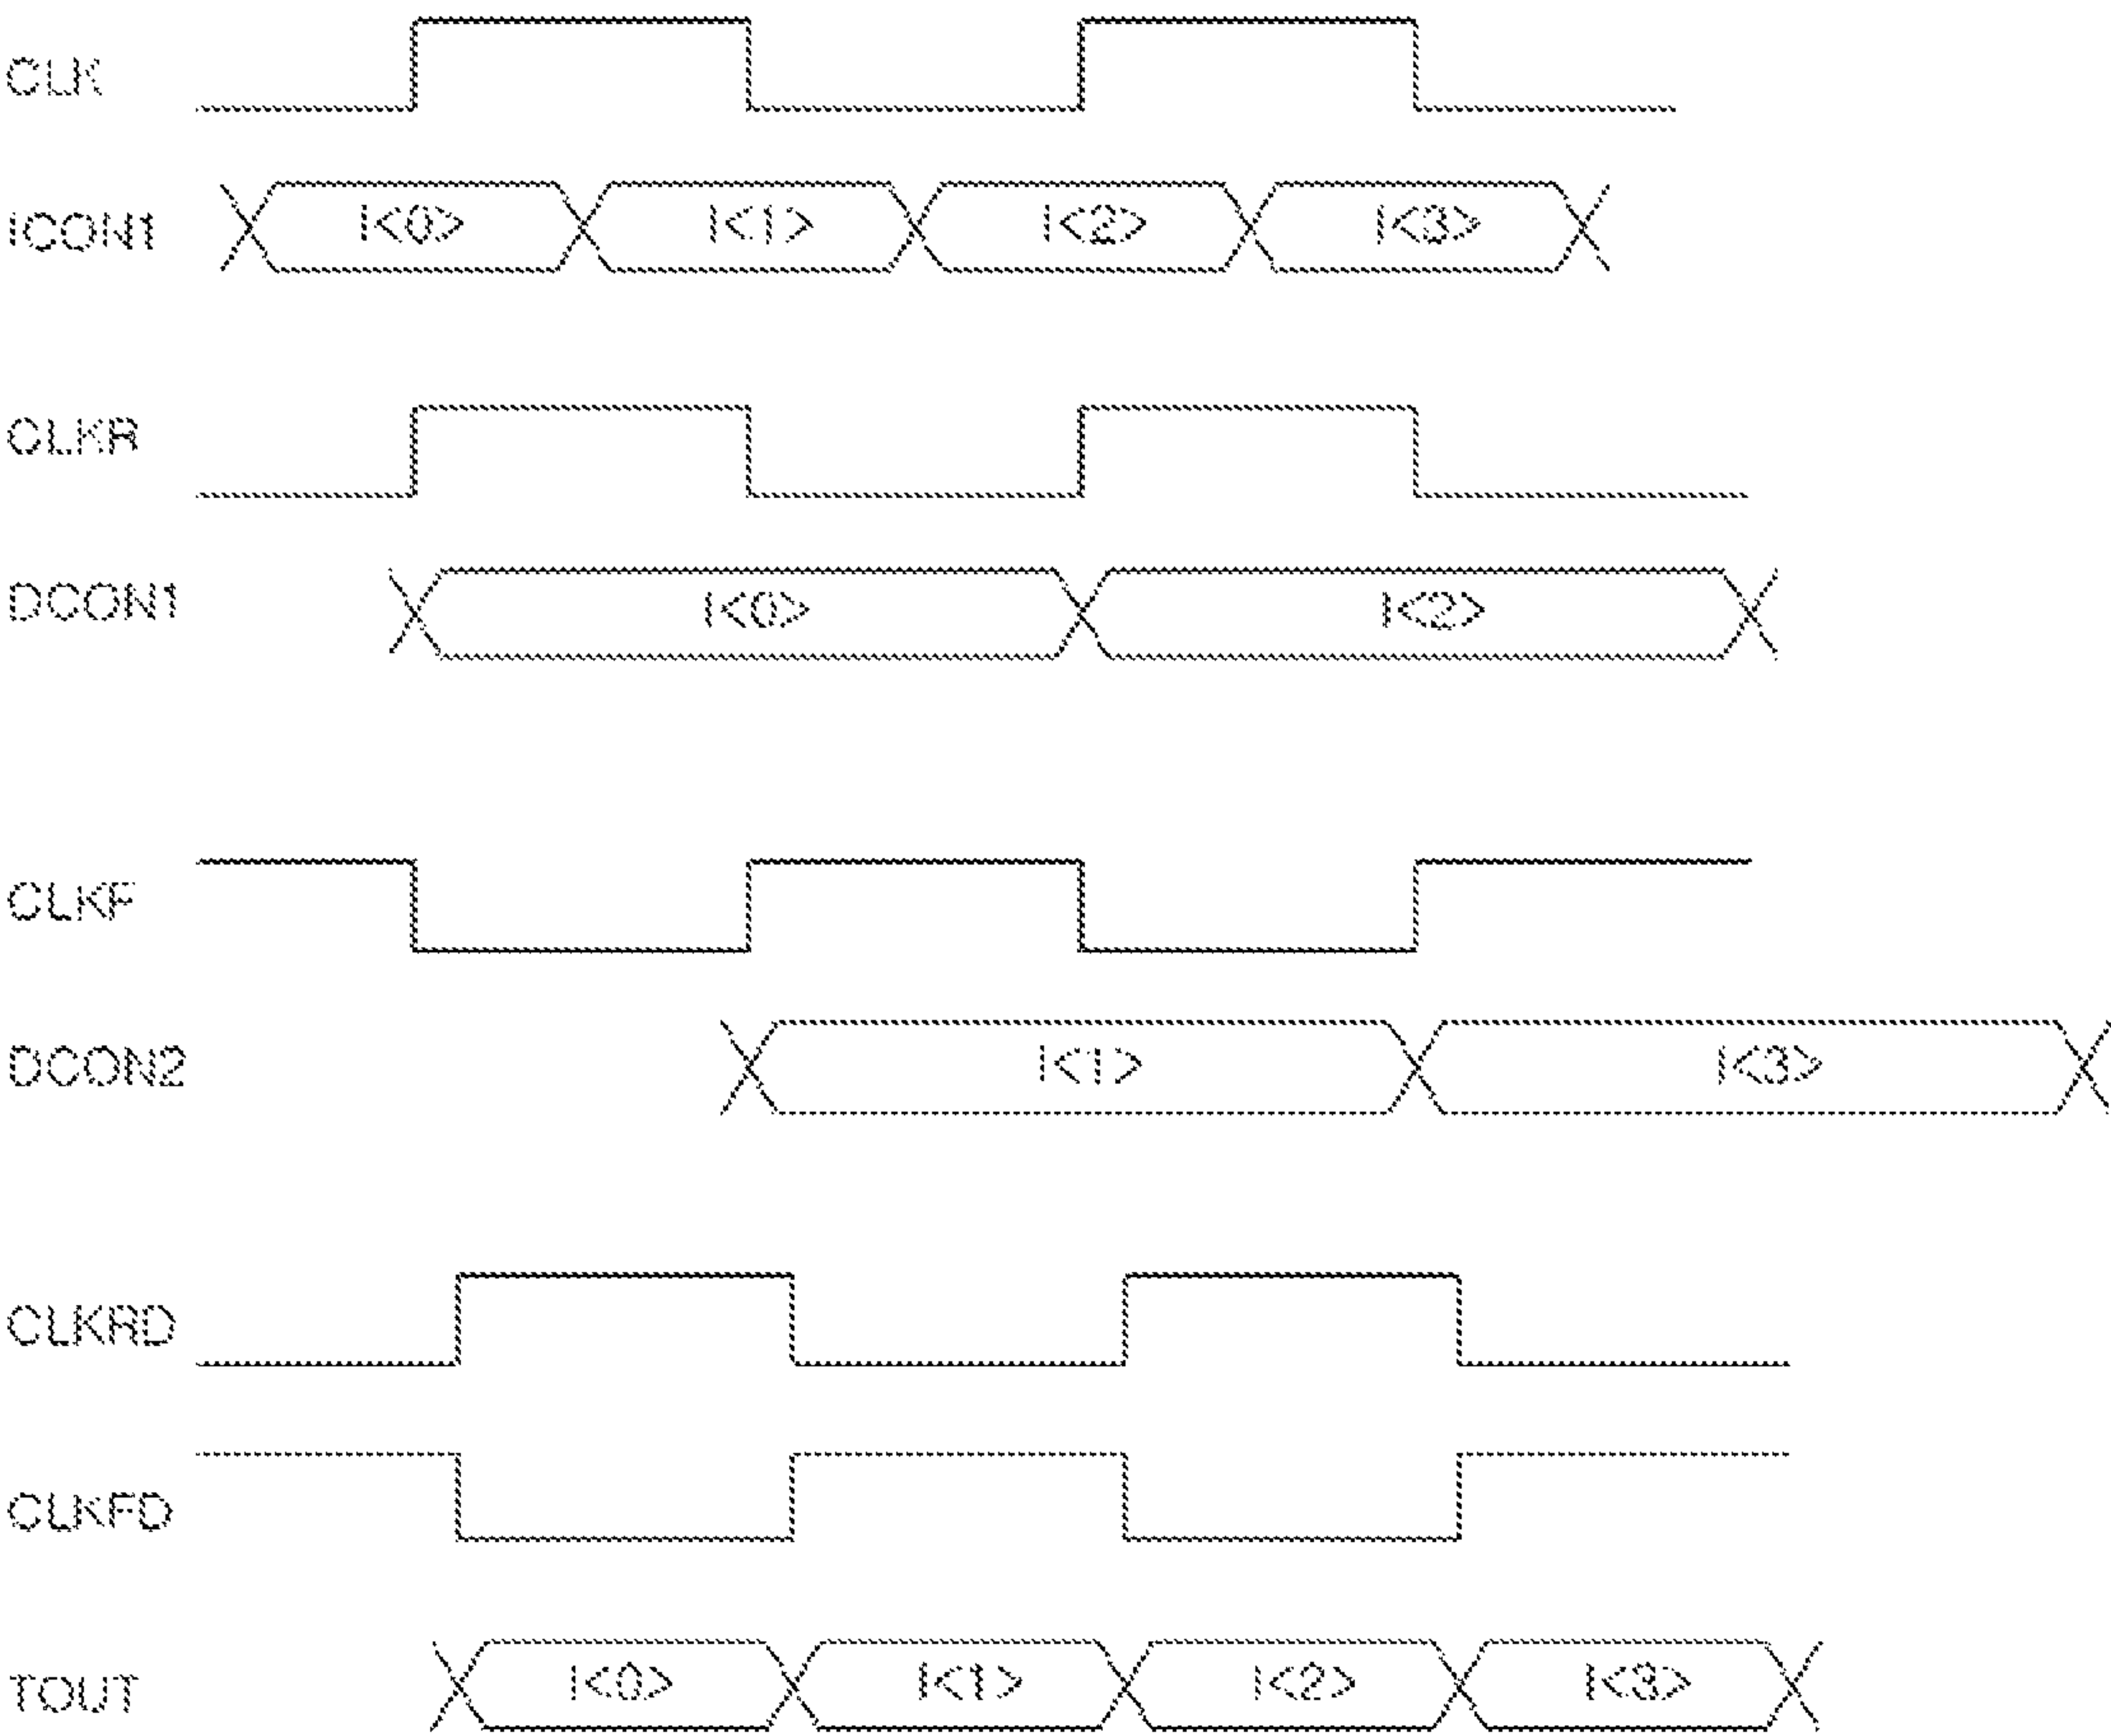 CLK
ICON1 I<0> I<1> I<2> I<3>
CLKR
DCON1 I<0> I<2>
CLKF
DCON2 I<1> I<3>
CLKRD
CLKFD
TOUT I<0> I<1> I<2> I<3>